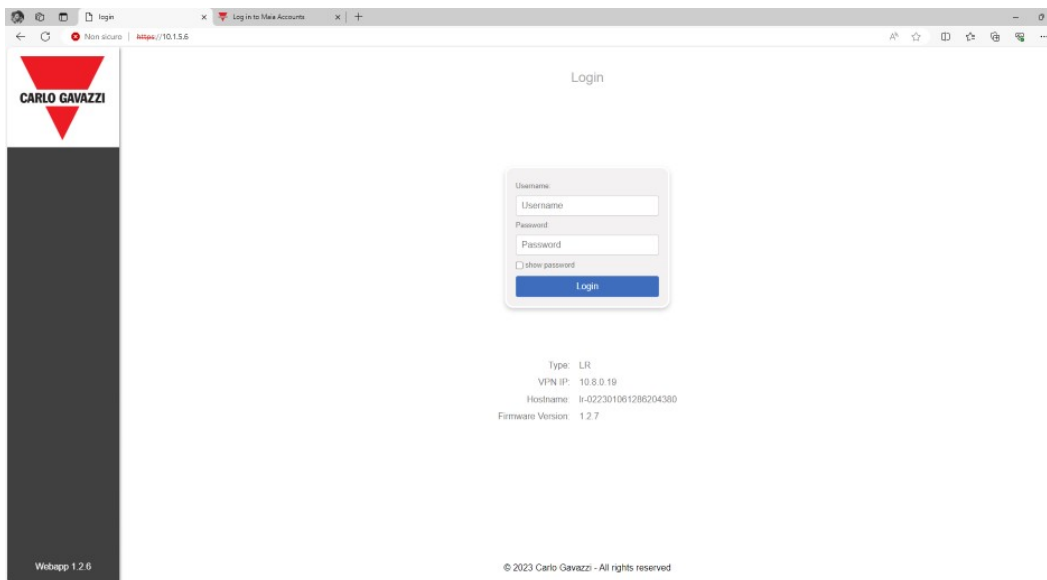 login
Log in to Maia Accounts
Non sicuro
https://10.1.5.6
CARLO GAVAZZI
Login
Username:
Username
Password:
Password
show password
Login
Type: LR
VPN IP: 10.8.0.19
Hostname: lr-022301061286204380
Firmware Version: 1.2.7
Webapp 1.2.6
© 2023 Carlo Gavazzi - All rights reserved